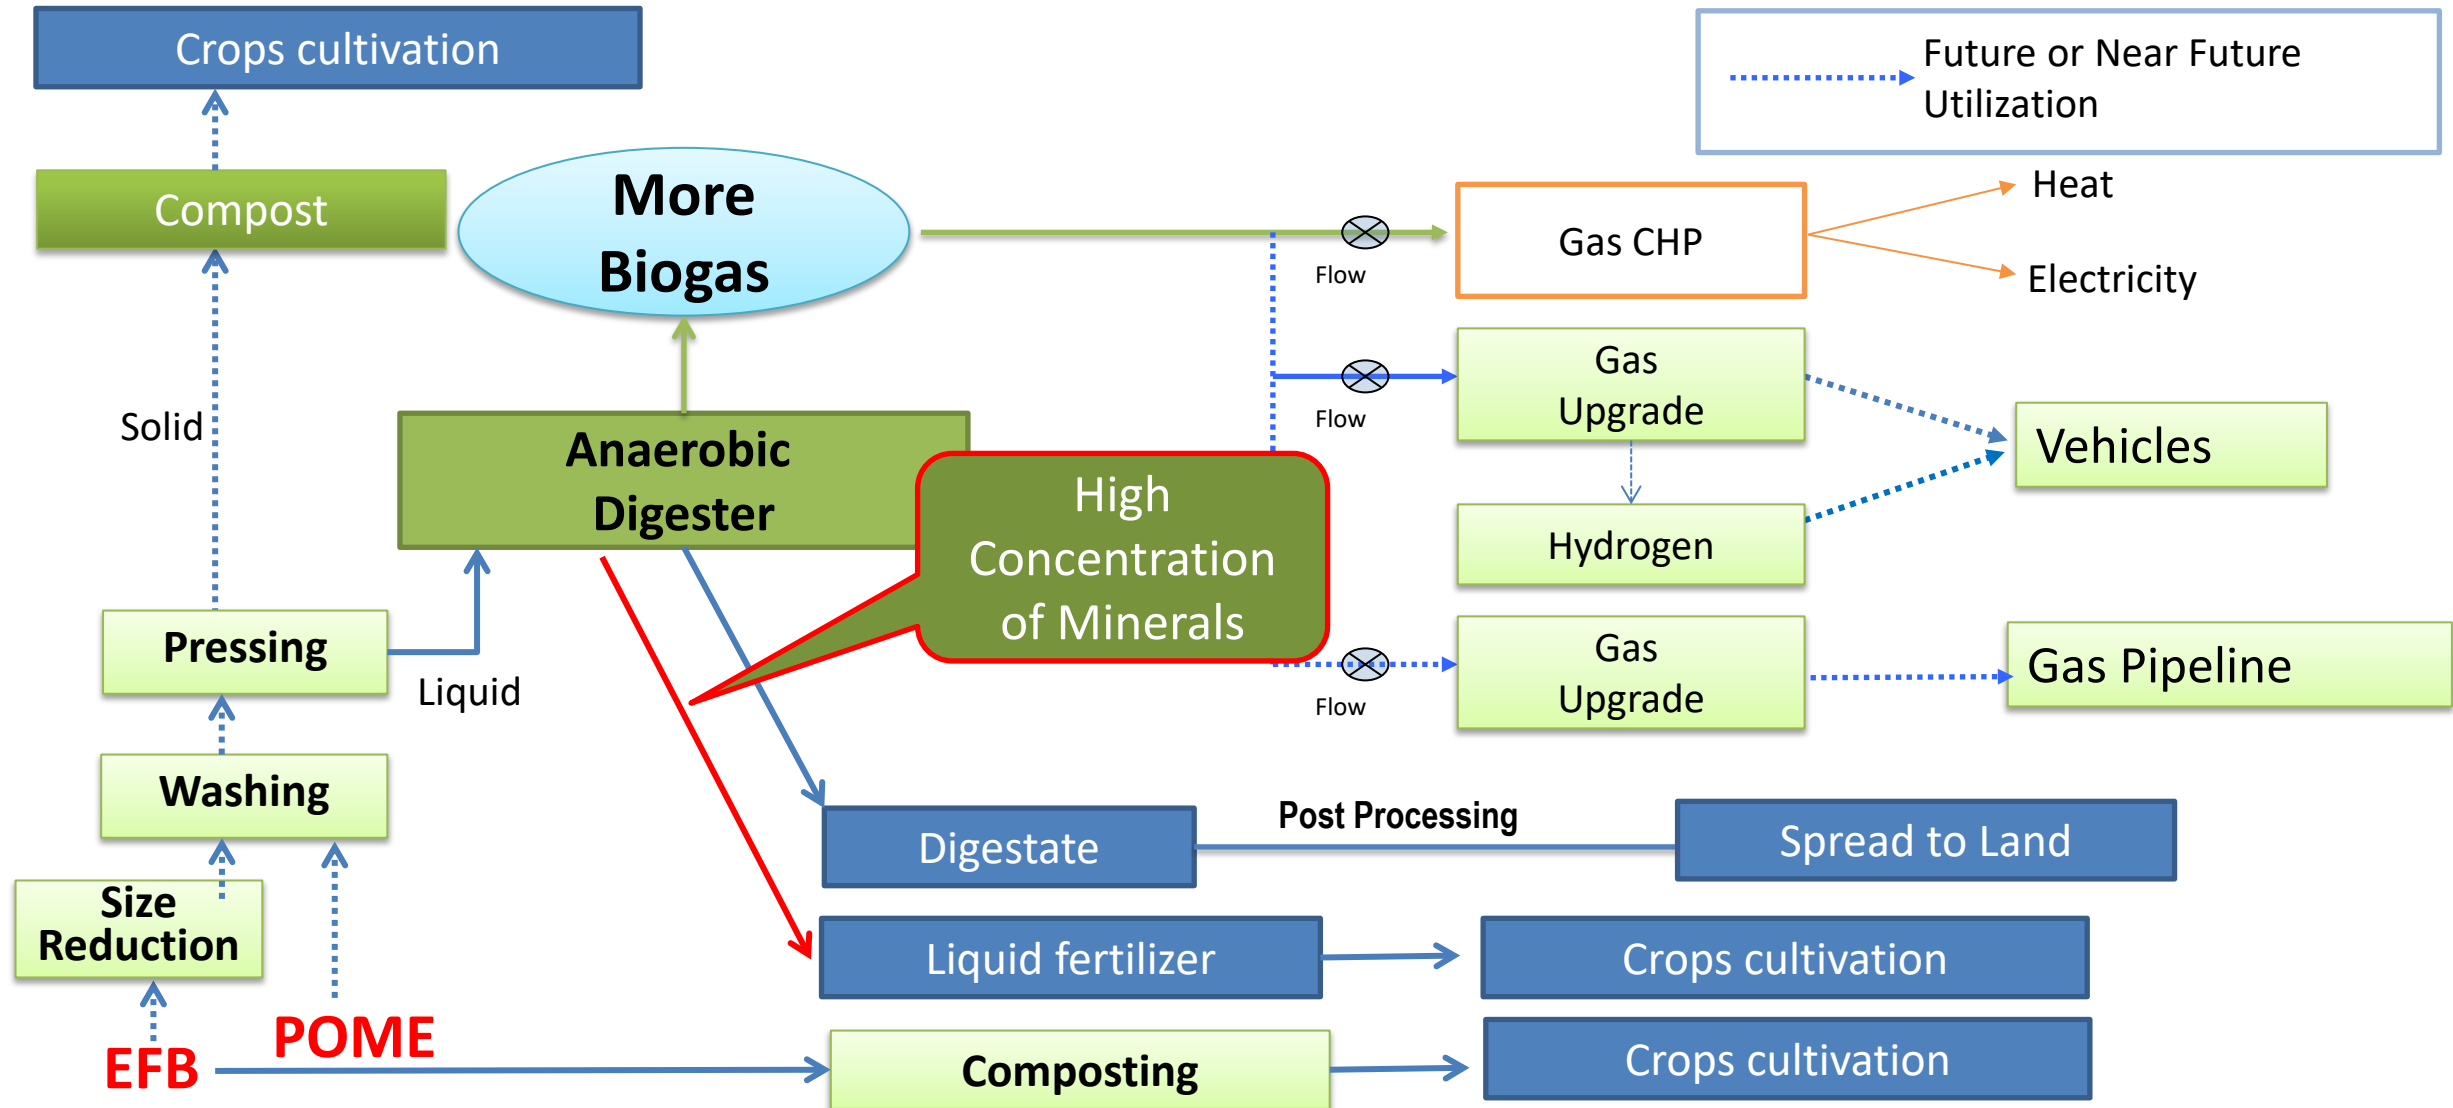 Crops cultivation
Future or Near Future
Utilization
Compost
More
Biogas
Flow
Gas CHP
Heat
Electricity
Solid
Flow
Gas
Upgrade
Vehicles
Anaerobic
Digester
High
Concentration
of Minerals
Hydrogen
Pressing
Liquid
Flow
Gas
Upgrade
Gas Pipeline
Washing
Digestate
Post Processing
Spread to Land
Size
Reduction
Liquid fertilizer
Crops cultivation
POME
EFB
Composting
Crops cultivation